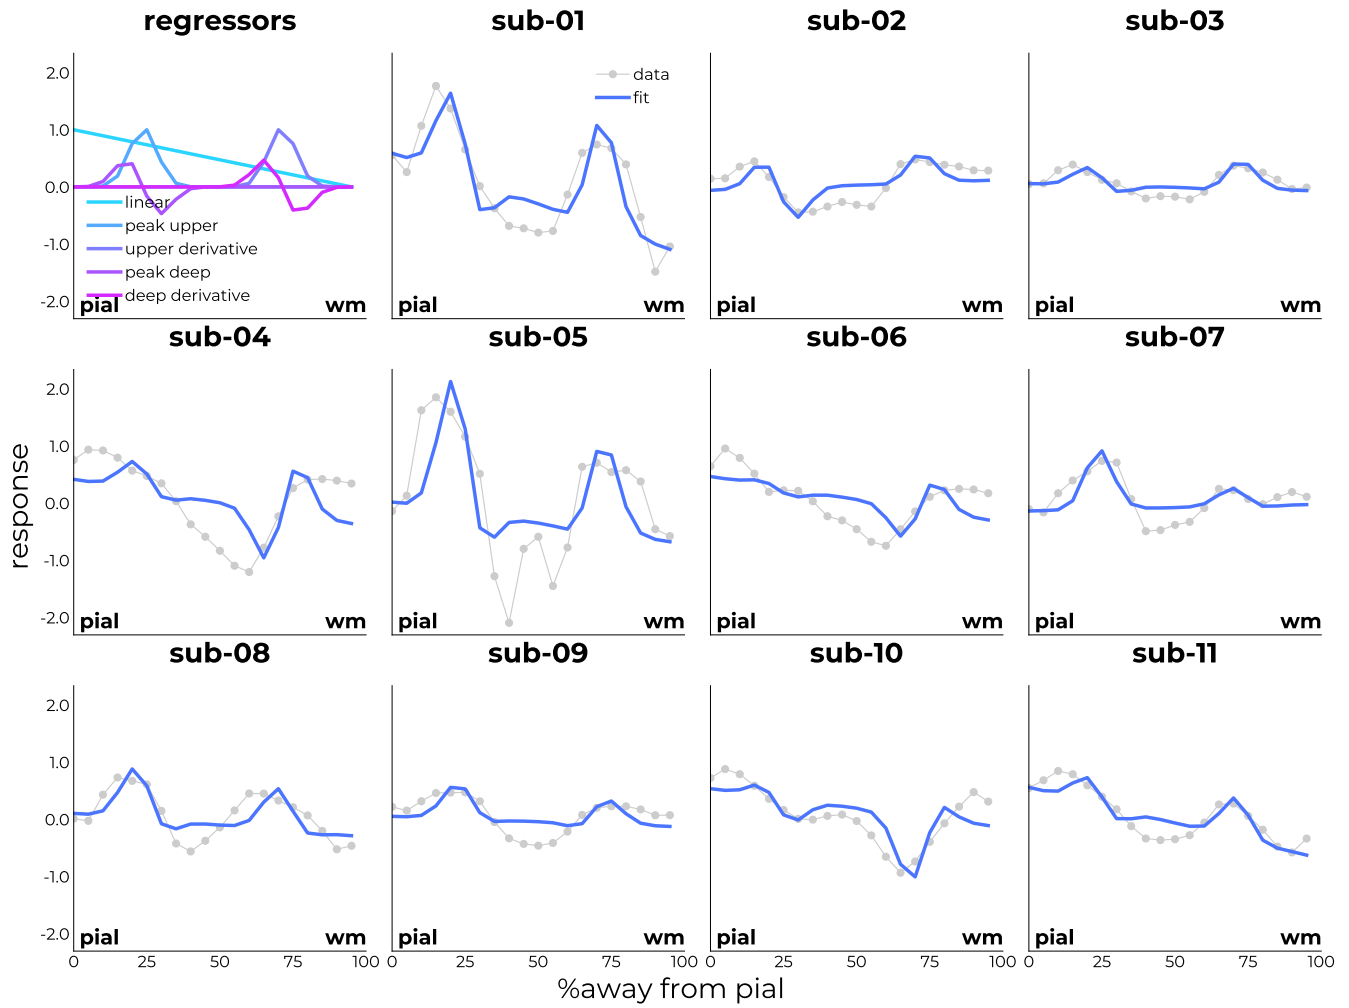 regressors
sub-01
sub-02
sub-03
2.0
1.0
0.0
-1.0
-2.0
linear
peak upper
upper derivative
peak deep
deep derivative
pial
wm
data
fit
pial
wm
pial
wm
pial
wm
sub-04
sub-05
sub-06
sub-07
response
2.0
1.0
0.0
-1.0
-2.0
pial
wm
pial
wm
pial
wm
pial
wm
sub-08
sub-09
sub-10
sub-11
2.0
1.0
0.0
-1.0
-2.0
pial
wm
pial
wm
pial
wm
pial
wm
0 25 50 75 100
0 25 50 75 100
0 25 50 75 100
0 25 50 75 100
%away from pial